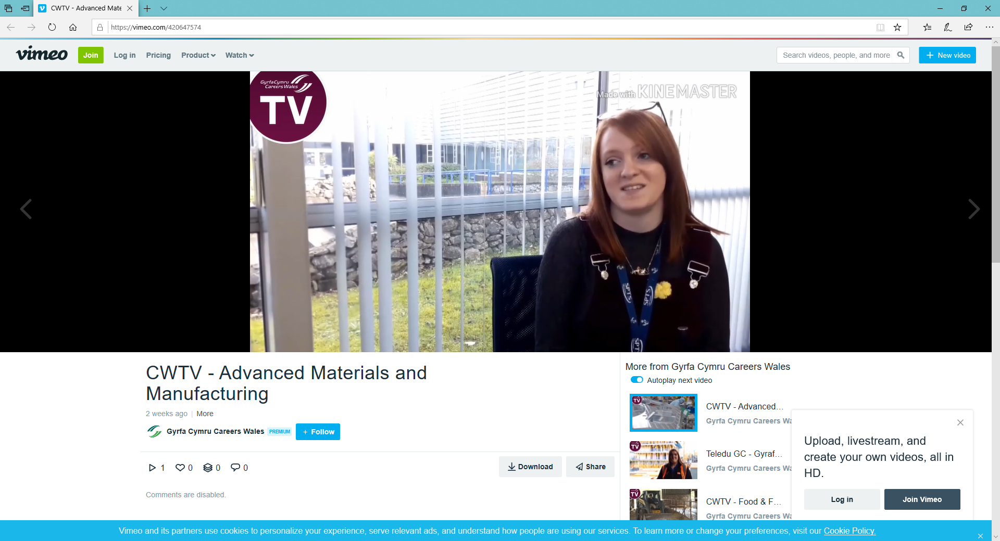 CWTV - Advanced Mate
https://vimeo.com/420647574
vimeo
Join
Log in
Pricing
Product
Watch
Search videos, people, and more
New video
Gyrfa Cymru
Careers Wales
TV
Made with KINEMASTER
SPTS
SPTS
SPTS
CWTV - Advanced Materials and
Manufacturing
2 weeks ago | More
Gyrfa Cymru Careers Wales PREMIUM
+ Follow
1 0 0 0
Download
Share
Comments are disabled.
More from Gyrfa Cymru Careers Wales
Autoplay next video
TV
CWTV - Advanced...
Gyrfa Cymru Careers Wa
TV
Teledu GC - Gyraf...
Gyrfa Cymru Careers Wa
TV
CWTV - Food & F...
Gyrfa Cymru Careers Wa
Upload, livestream, and
create your own videos, all in
HD.
Log in
Join Vimeo
Vimeo and its partners use cookies to personalize your experience, serve relevant ads, and understand how people are using our services. To learn more or change your preferences, visit our Cookie Policy.